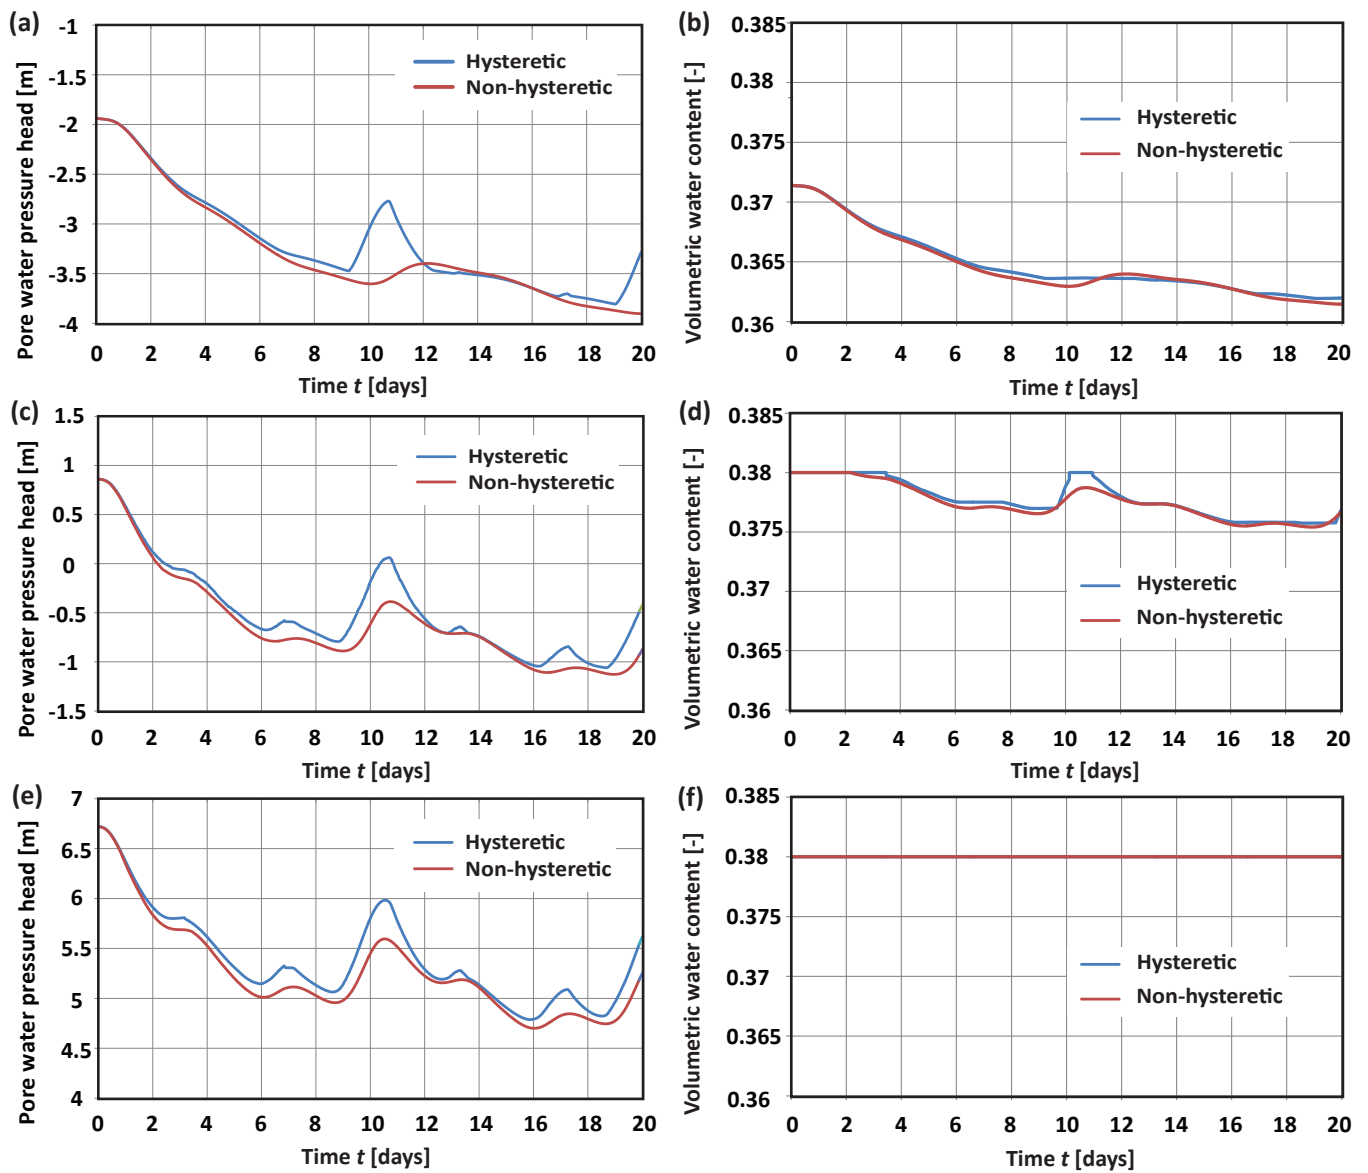 (a)
Pore water pressure head [m]
-1
-1.5
-2
-2.5
-3
-3.5
-4
Hysteretic
Non-hysteretic
0 2 4 6 8 10 12 14 16 18 20
Time t [days]
(b)
Volumetric water content [-]
0.385
0.38
0.375
0.37
0.365
0.36
Hysteretic
Non-hysteretic
0 2 4 6 8 10 12 14 16 18 20
Time t [days]
(c)
Pore water pressure head [m]
1.5
1
0.5
0
-0.5
-1
-1.5
Hysteretic
Non-hysteretic
0 2 4 6 8 10 12 14 16 18 20
Time t [days]
(d)
Volumetric water content [-]
0.385
0.38
0.375
0.37
0.365
0.36
Hysteretic
Non-hysteretic
0 2 4 6 8 10 12 14 16 18 20
Time t [days]
(e)
Pore water pressure head [m]
7
6.5
6
5.5
5
4.5
4
Hysteretic
Non-hysteretic
0 2 4 6 8 10 12 14 16 18 20
Time t [days]
(f)
Volumetric water content [-]
0.385
0.38
0.375
0.37
0.365
0.36
Hysteretic
Non-hysteretic
0 2 4 6 8 10 12 14 16 18 20
Time t [days]